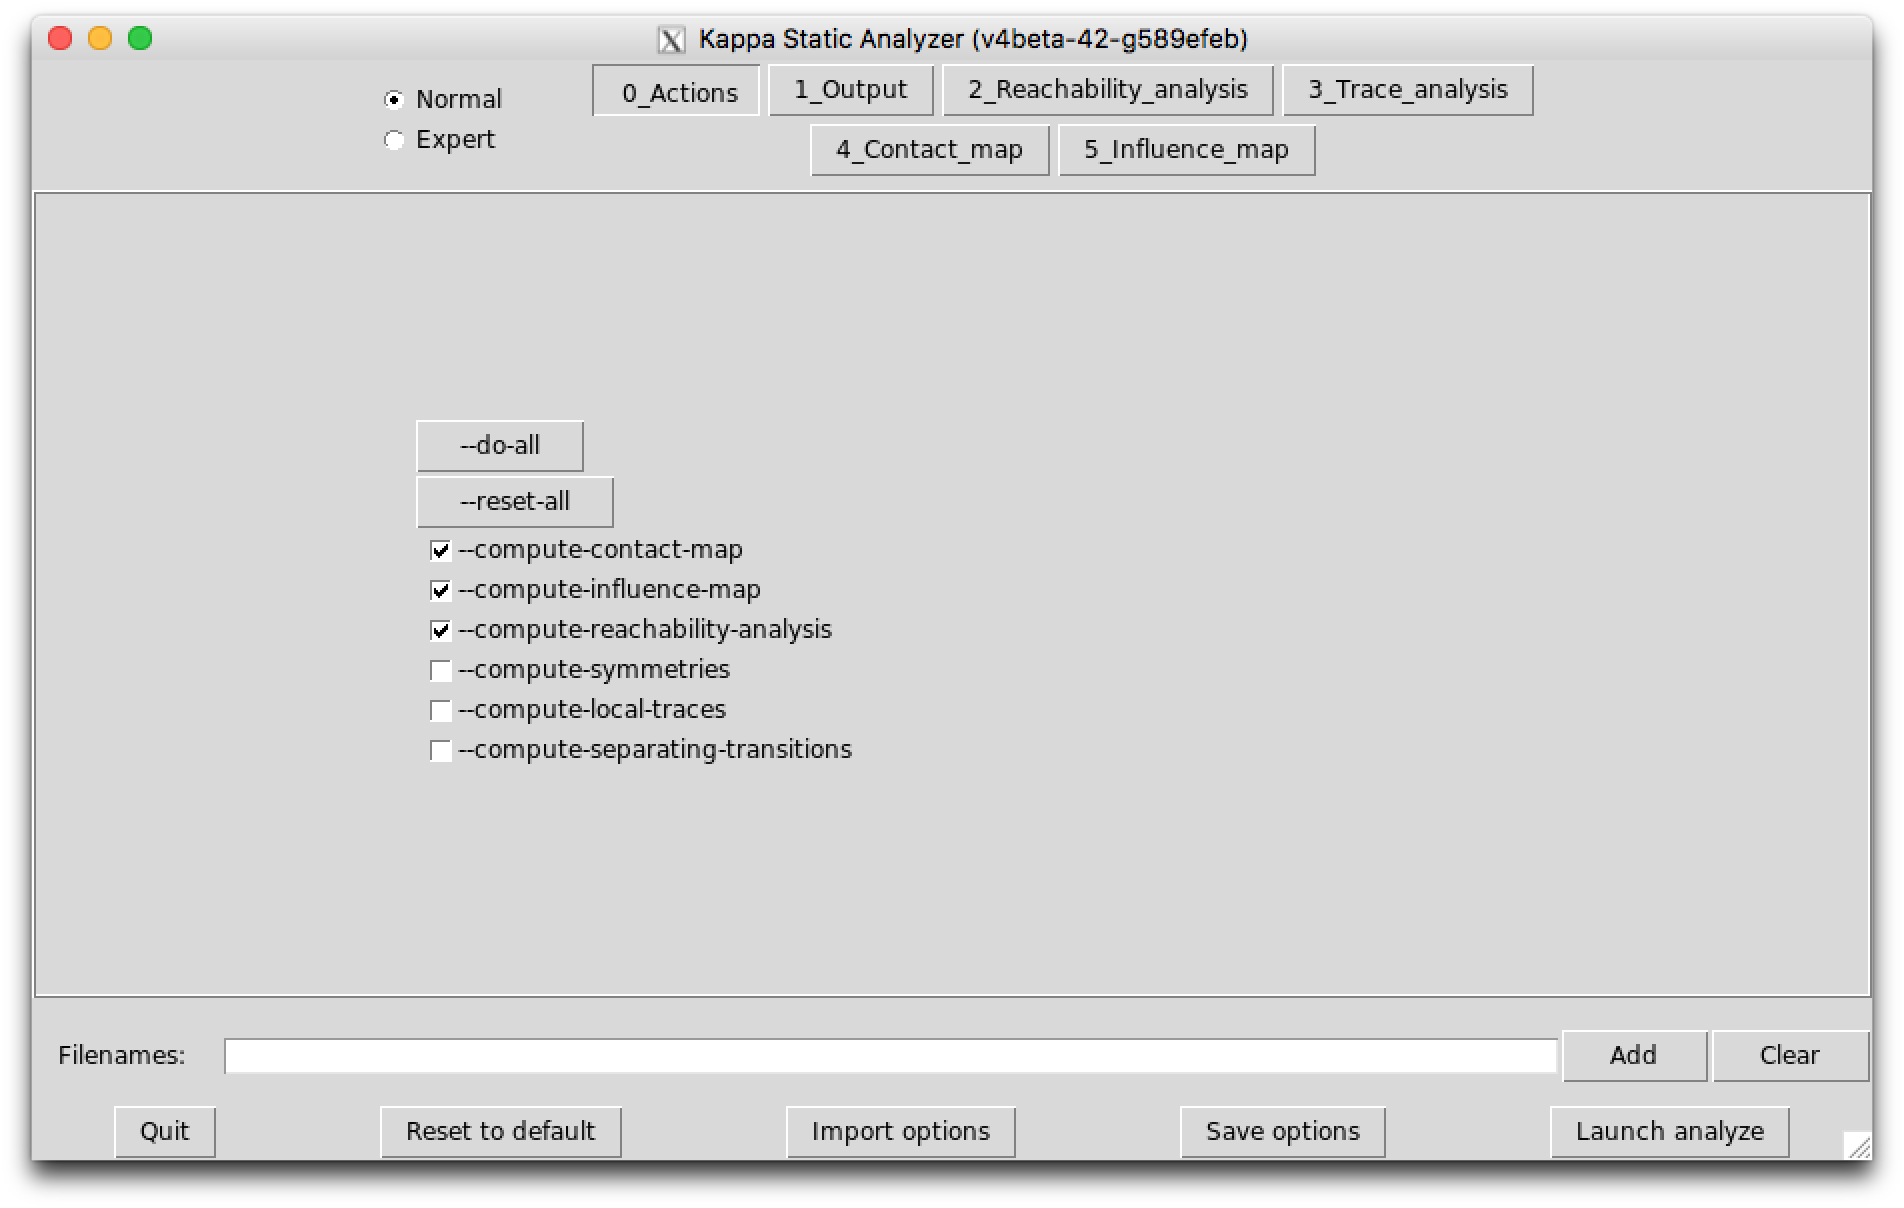 Kappa Static Analyzer (v4beta-42-g589efeb)
Normal
Expert
0_Actions 1_Output 2_Reachability_analysis 3_Trace_analysis
4_Contact_map 5_Influence_map
--do-all
--reset-all
--compute-contact-map
--compute-influence-map
--compute-reachability-analysis
--compute-symmetries
--compute-local-traces
--compute-separating-transitions
Filenames: Add Clear
Quit Reset to default Import options Save options Launch analyze